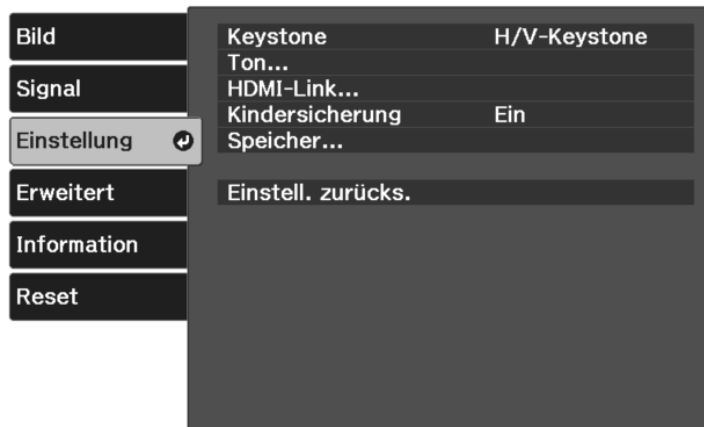 Bild
Signal
Einstellung
Erweitert
Information
Reset
Keystone H/V-Keystone
Ton...
HDMI-Link...
Kindersicherung Ein
Speicher...
Einstell. zurücks.